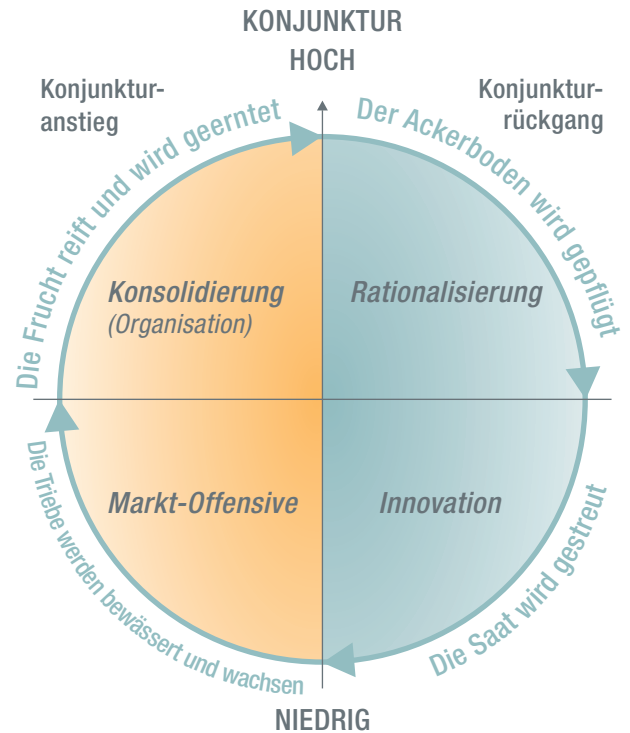 KONJUNKTUR
HOCH
Konjunktur-
anstieg
Konjunktur-
rückgang
Die Frucht reift und wird geerntet
Der Ackerboden wird gepflügt
Konsolidierung
(Organisation)
Rationalisierung
Markt-Offensive
Innovation
Die Triebe werden bewässert und wachsen
Die Saat wird gestreut
NIEDRIG